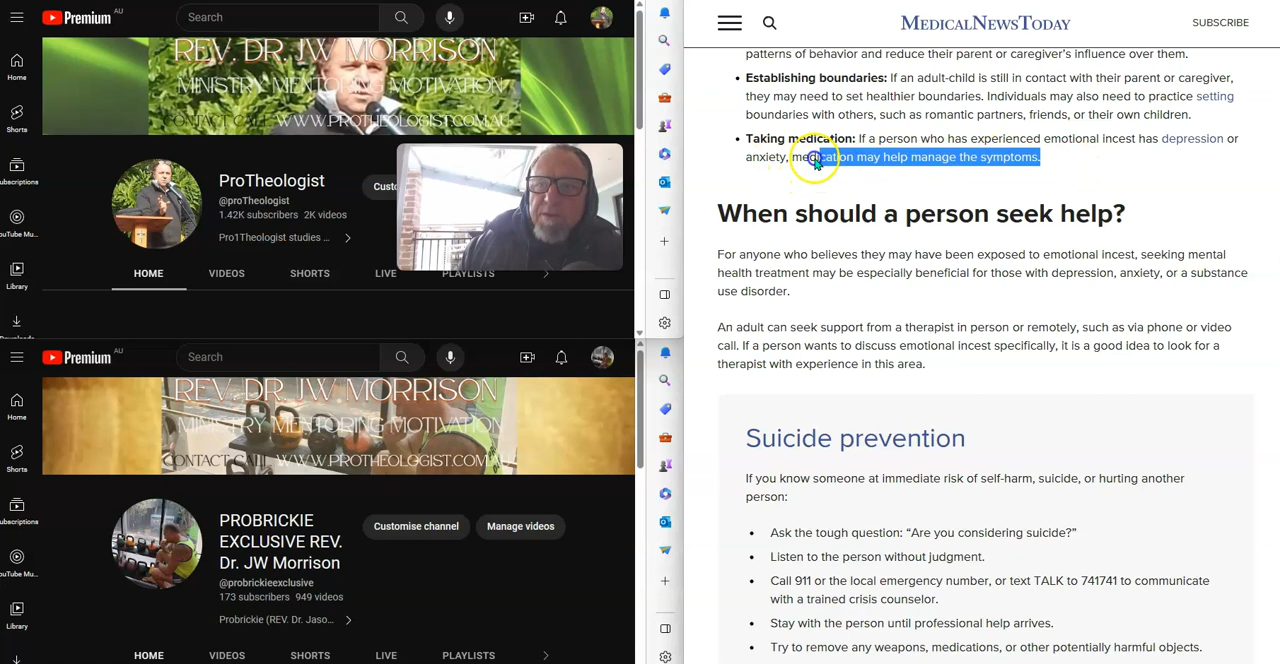 Premium AU
Search
Home
Shorts
Subscriptions
YouTube Mu...
Library
REV. DR. JW MORRISON
MINISTRY MENTORING MOTIVATION
CONTACT CALL WWW.PROTHEOLOGIST.COM.AU
ProTheologist
@proTheologist
1.42K subscribers 2K videos
Pro1Theologist studies ...
HOME VIDEOS SHORTS LIVE PLAYLISTS
Premium AU
Search
Home
Shorts
Subscriptions
YouTube Mu...
Library
REV. DR. JW MORRISON
MINISTRY MENTORING MOTIVATION
CONTACT CALL WWW.PROTHEOLOGIST.COM.AU
PROBRICKIE
EXCLUSIVE REV.
Dr. JW Morrison
@probrickieexclusive
173 subscribers 949 videos
Probrickie (REV. Dr. Jaso...
Customise channel Manage videos
HOME VIDEOS SHORTS LIVE PLAYLISTS
MEDICALNEWSTODAY
SUBSCRIBE
patterns of behavior and reduce their parent or caregiver's influence over them.
• Establishing boundaries: If an adult-child is still in contact with their parent or caregiver,
they may need to set healthier boundaries. Individuals may also need to practice setting
boundaries with others, such as romantic partners, friends, or their own children.
• Taking medication: If a person who has experienced emotional incest has depression or
anxiety, medication may help manage the symptoms.
When should a person seek help?
For anyone who believes they may have been exposed to emotional incest, seeking mental
health treatment may be especially beneficial for those with depression, anxiety, or a substance
use disorder.
An adult can seek support from a therapist in person or remotely, such as via phone or video
call. If a person wants to discuss emotional incest specifically, it is a good idea to look for a
therapist with experience in this area.
Suicide prevention
If you know someone at immediate risk of self-harm, suicide, or hurting another
person:
• Ask the tough question: “Are you considering suicide?”
• Listen to the person without judgment.
• Call 911 or the local emergency number, or text TALK to 741741 to communicate
with a trained crisis counselor.
• Stay with the person until professional help arrives.
• Try to remove any weapons, medications, or other potentially harmful objects.